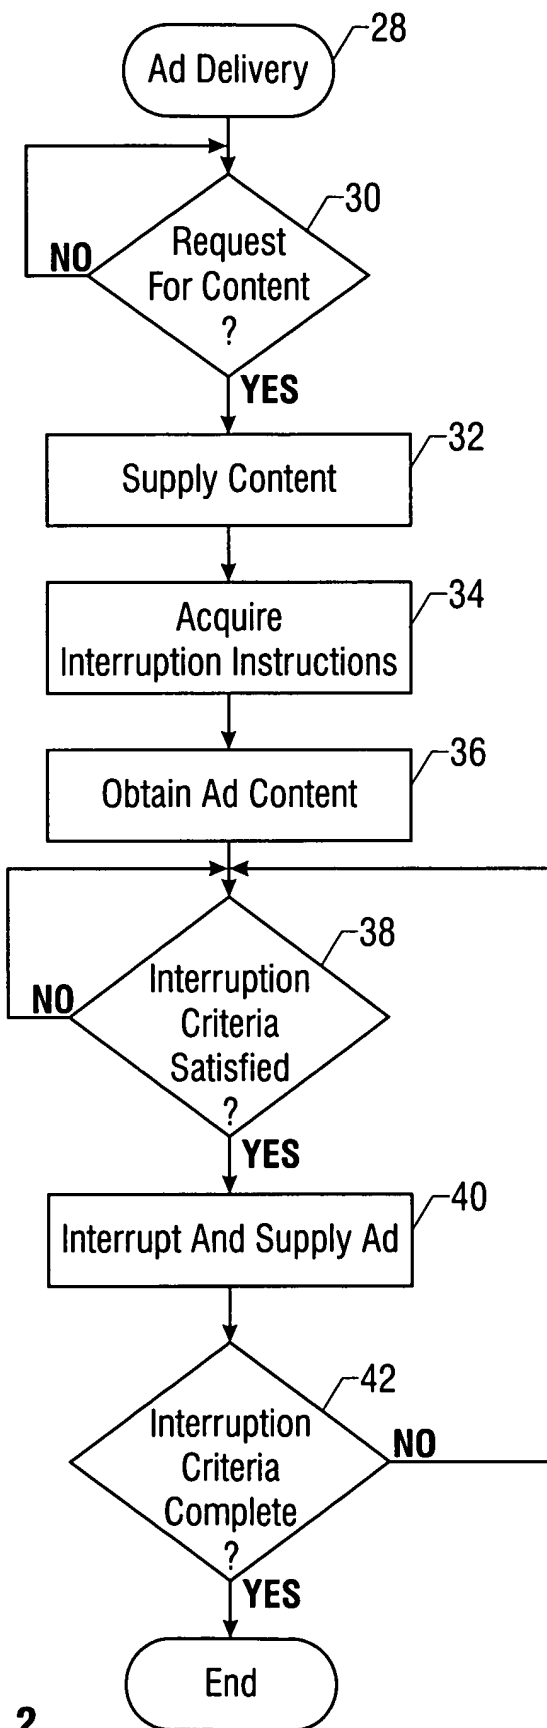 Ad Delivery
28
Request
For Content
?
30
NO
YES
Supply Content
32
Acquire
Interruption Instructions
34
Obtain Ad Content
36
Interruption
Criteria
Satisfied
?
38
NO
YES
Interrupt And Supply Ad
40
Interruption
Criteria
Complete
?
42
NO
YES
End
2